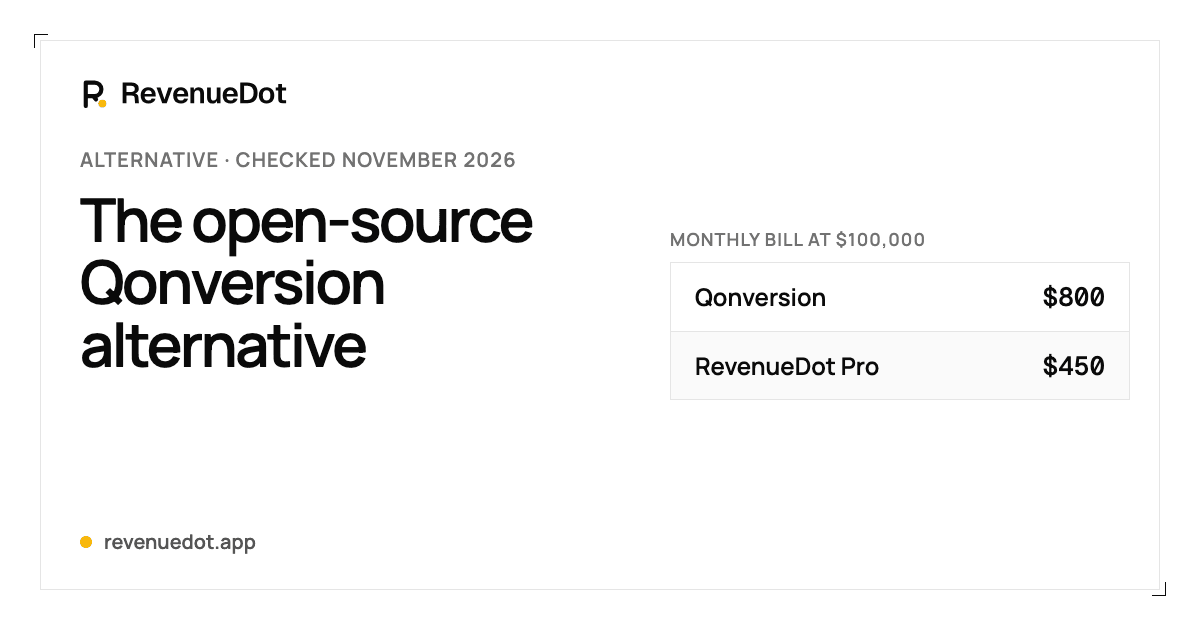 RevenueDot
ALTERNATIVE · CHECKED NOVEMBER 2026
The open-source
Qonversion
alternative
MONTHLY BILL AT $100,000
Qonversion $800
RevenueDot Pro $450
revenuedot.app